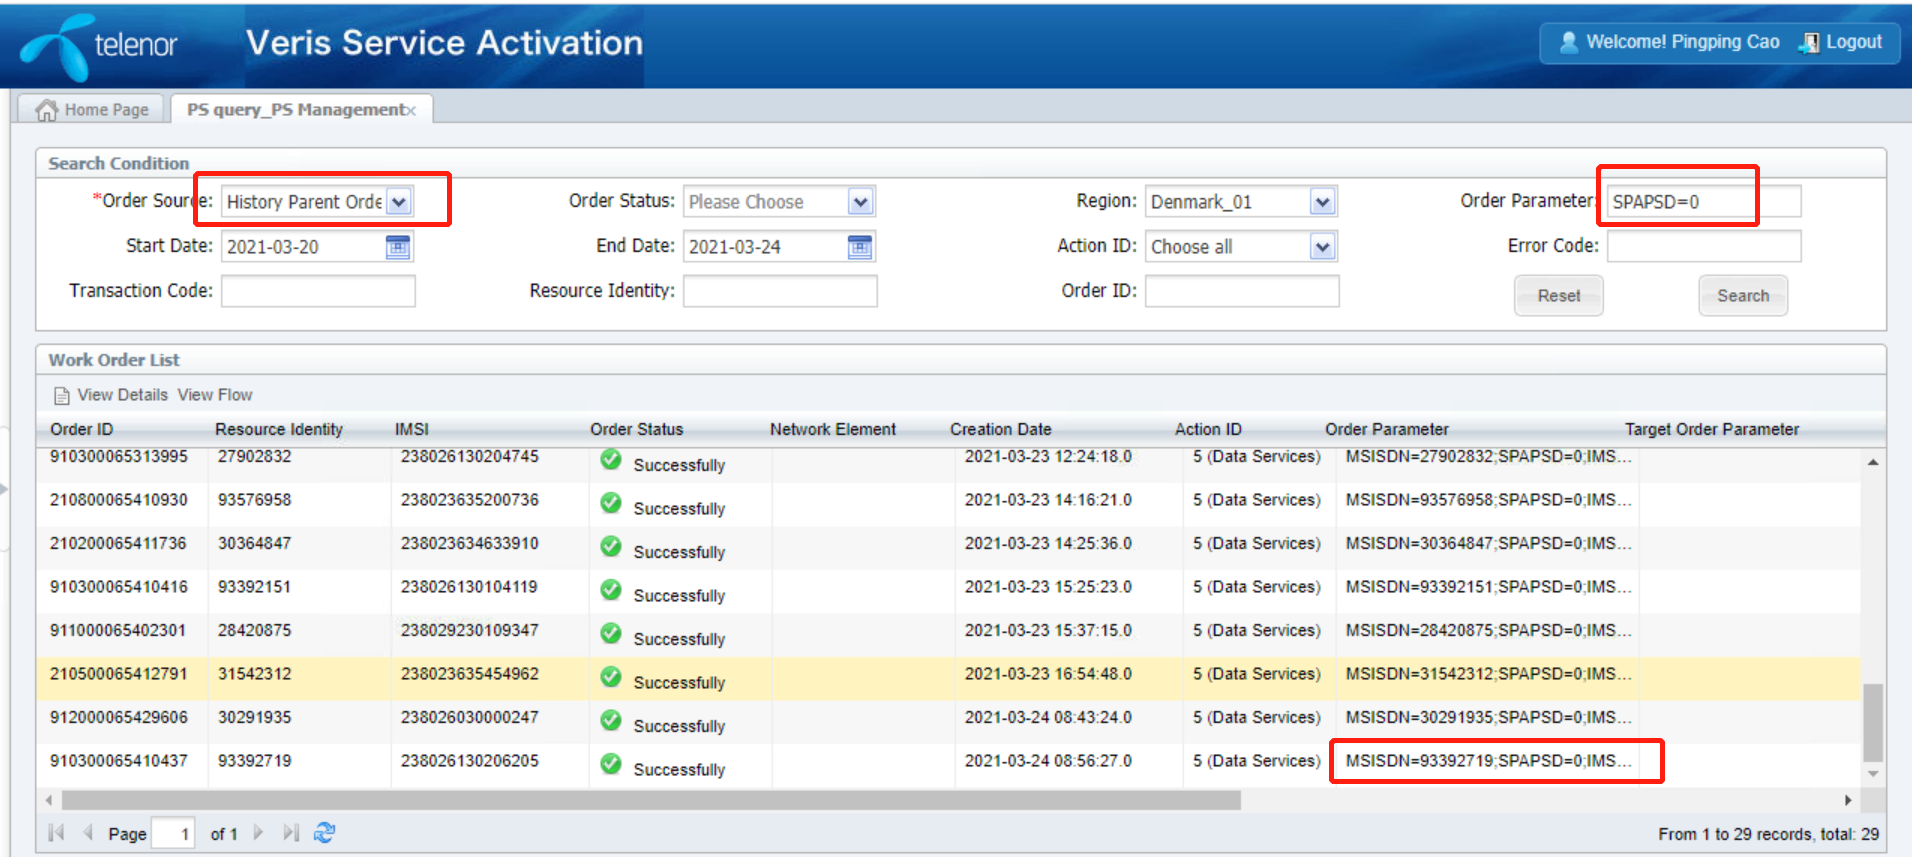 telenor Veris Service Activation Welcome! Pingping Cao Logout
Home Page PS query_PS Management
Search Condition
*Order Source: History Parent Orde Order Status: Please Choose Region: Denmark_01 Order Parameter: SPAPSD=0
Start Date: 2021-03-20 End Date: 2021-03-24 Action ID: Choose all Error Code:
Transaction Code: Resource Identity: Order ID: Reset Search
Work Order List
View Details View Flow
Order ID Resource Identity IMSI Order Status Network Element Creation Date Action ID Order Parameter Target Order Parameter
910300065313995 27902832 238026130204745 Successfully 2021-03-23 12:24:18.0 5 (Data Services) MSISDN=27902832;SPAPSD=0;IMS...
210800065410930 93576958 238023635200736 Successfully 2021-03-23 14:16:21.0 5 (Data Services) MSISDN=93576958;SPAPSD=0;IMS...
210200065411736 30364847 238023634633910 Successfully 2021-03-23 14:25:36.0 5 (Data Services) MSISDN=30364847;SPAPSD=0;IMS...
910300065410416 93392151 238026130104119 Successfully 2021-03-23 15:25:23.0 5 (Data Services) MSISDN=93392151;SPAPSD=0;IMS...
911000065402301 28420875 238029230109347 Successfully 2021-03-23 15:37:15.0 5 (Data Services) MSISDN=28420875;SPAPSD=0;IMS...
210500065412791 31542312 238023635454962 Successfully 2021-03-23 16:54:48.0 5 (Data Services) MSISDN=31542312;SPAPSD=0;IMS...
912000065429606 30291935 238026030000247 Successfully 2021-03-24 08:43:24.0 5 (Data Services) MSISDN=30291935;SPAPSD=0;IMS...
910300065410437 93392719 238026130206205 Successfully 2021-03-24 08:56:27.0 5 (Data Services) MSISDN=93392719;SPAPSD=0;IMS...
Page 1 of 1 From 1 to 29 records, total: 29